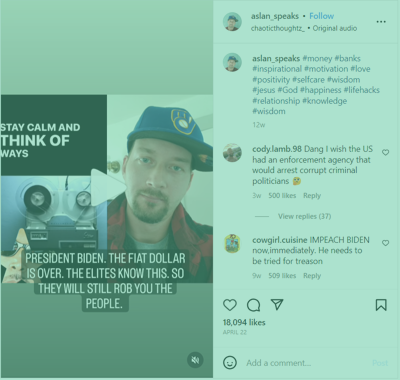 STAY CALM AND
THINK OF
WAYS
PRESIDENT BIDEN. THE FIAT DOLLAR
IS OVER. THE ELITES KNOW THIS. SO
THEY WILL STILL ROB YOU THE
PEOPLE.
aslan_speaks • Follow
chaoticthoughtz_ • Original audio
aslan_speaks #money #banks
#inspirational #motivation #love
#positivity #selfcare #wisdom
#jesus #God #happiness #lifehacks
#relationship #knowledge
#wisdom
12w
cody.lamb.98 Dang I wish the US
had an enforcement agency that
would arrest corrupt criminal
politicians 🤔
3w 500 likes Reply
View replies (37)
cowgirl.cuisine IMPEACH BIDEN
now,immediately. He needs to
be tried for treason
9w 509 likes Reply
18,094 likes
APRIL 22
Add a comment...
Post